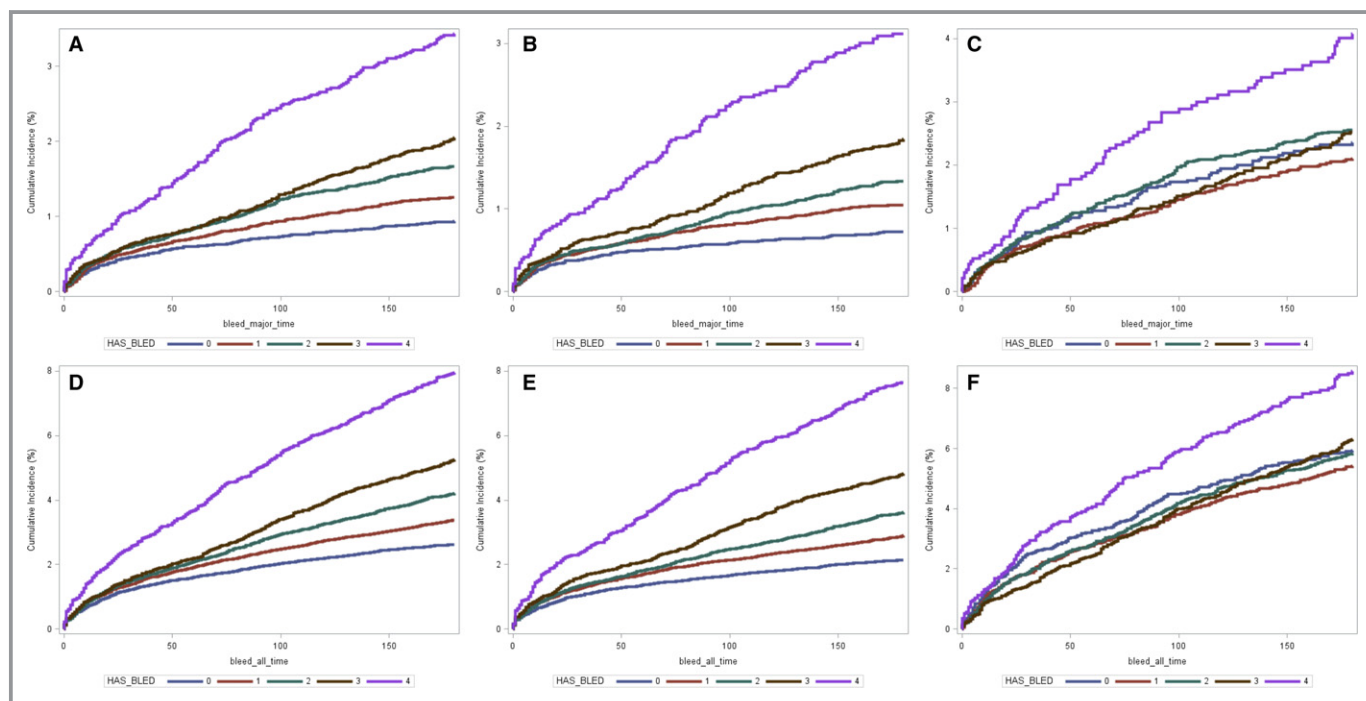 A
Cumulative Incidence (%)
3
2
1
0
0 50 100 150
bleed_major_time
HAS_BLED 0 1 2 3 4
B
Cumulative Incidence (%)
3
2
1
0
0 50 100 150
bleed_major_time
HAS_BLED 0 1 2 3 4
C
Cumulative Incidence (%)
4
3
2
1
0
0 50 100 150
bleed_major_time
HAS_BLED 0 1 2 3 4
D
Cumulative Incidence (%)
8
6
4
2
0
0 50 100 150
bleed_all_time
HAS_BLED 0 1 2 3 4
E
Cumulative Incidence (%)
8
6
4
2
0
0 50 100 150
bleed_all_time
HAS_BLED 0 1 2 3 4
F
Cumulative Incidence (%)
8
6
4
2
0
0 50 100 150
bleed_all_time
HAS_BLED 0 1 2 3 4